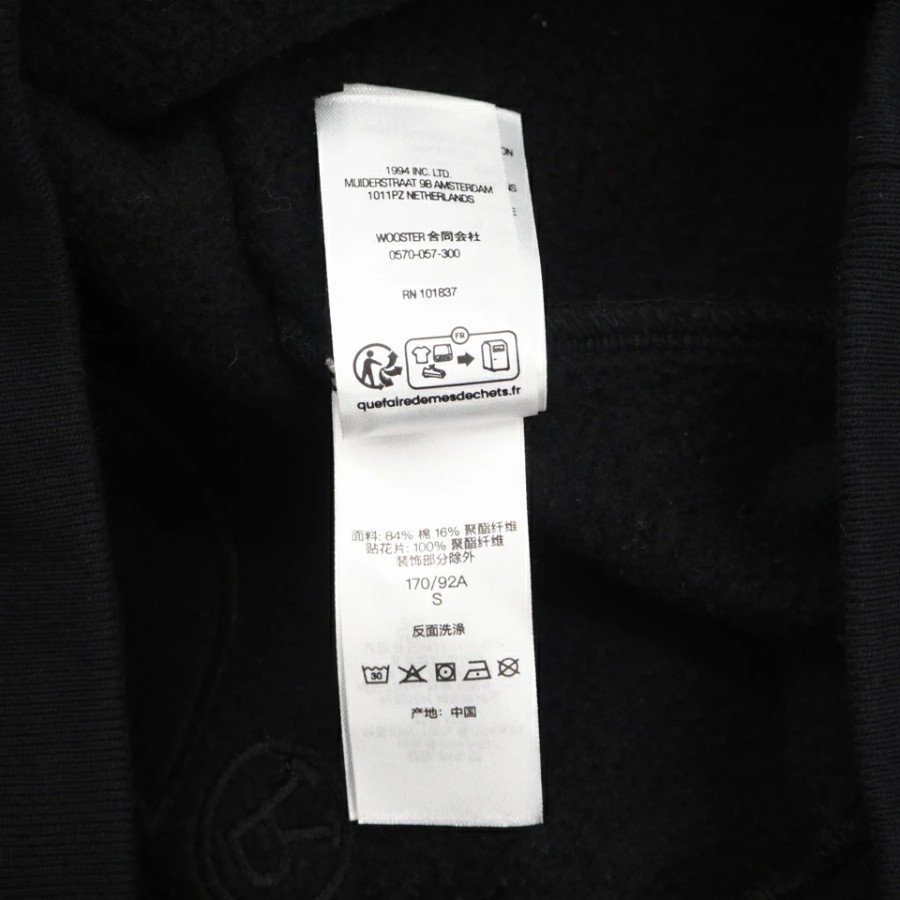 1994 INC. LTD.
MUIDERSTRAAT 9B AMSTERDAM
1011PZ NETHERLANDS
WOOSTER 合同会社
0570-057-300
RN 101837
FR
quefairedemesdechets.fr
面料: 84% 棉 16% 聚酯纤维
贴花片: 100% 聚酯纤维
装饰部分除外
170/92A
S
反面洗涤
30
产地: 中国